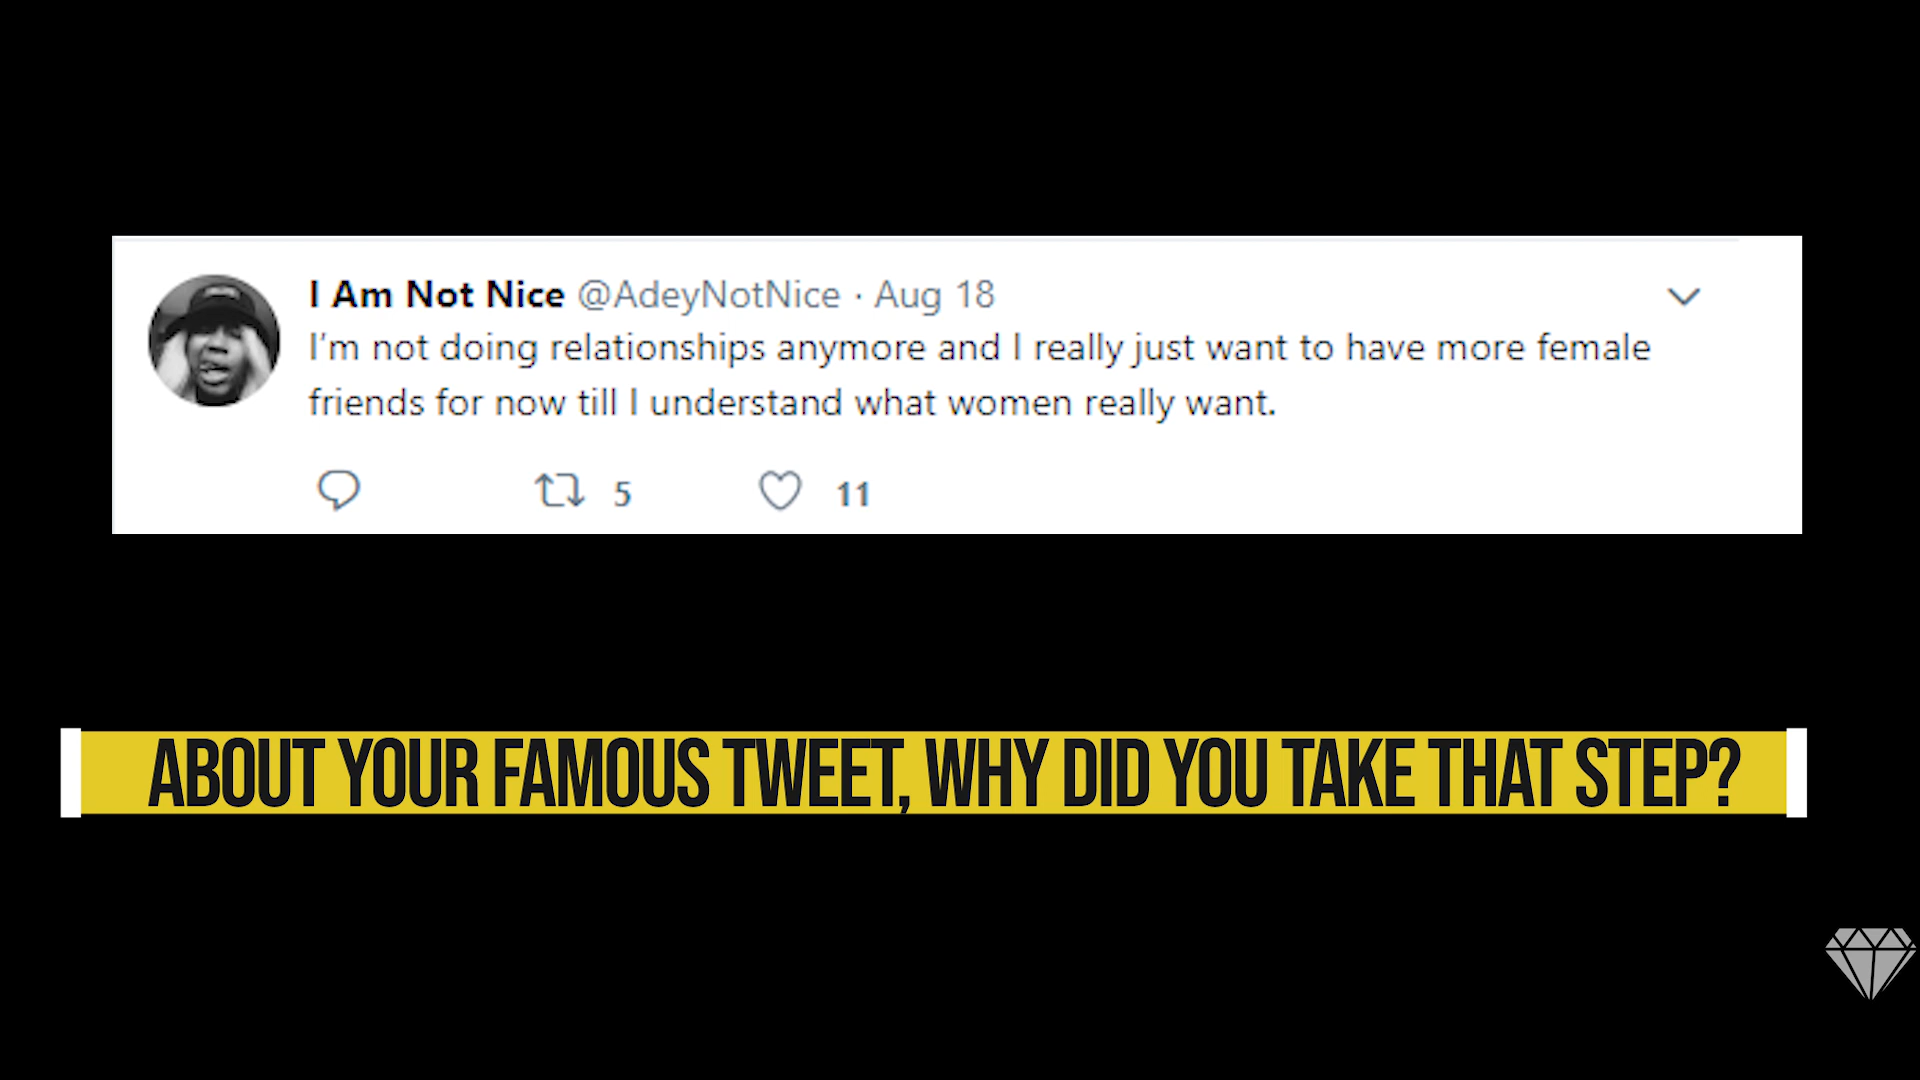 I Am Not Nice @AdeyNotNice · Aug 18
I'm not doing relationships anymore and I really just want to have more female
friends for now till I understand what women really want.
5 11
ABOUT YOUR FAMOUS TWEET, WHY DID YOU TAKE THAT STEP?